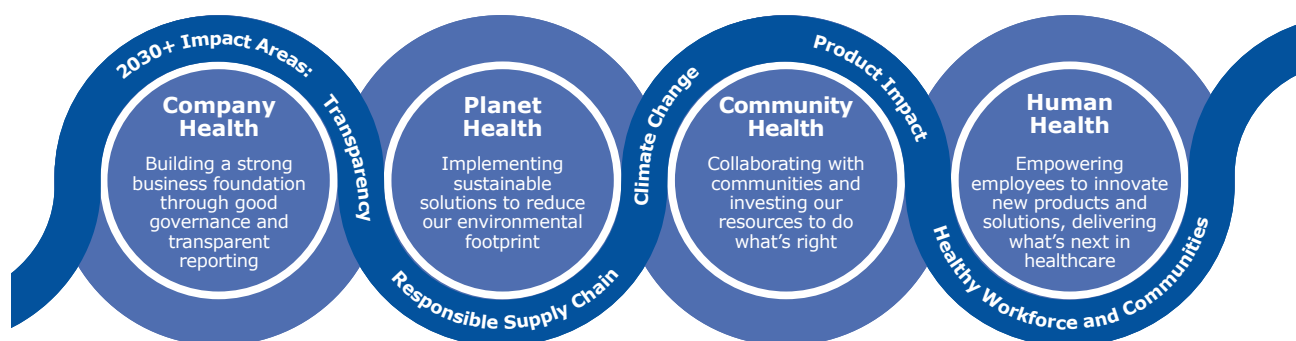 2030+ Impact Areas:
Transparency
Responsible Supply Chain
Climate Change
Product Impact
Healthy Workforce and Communities
Company
Health
Building a strong
business foundation
through good
governance and
transparent
reporting
Planet
Health
Implementing
sustainable
solutions to reduce
our environmental
footprint
Community
Health
Collaborating with
communities and
investing our
resources to do
what's right
Human
Health
Empowering
employees to innovate
new products and
solutions, delivering
what's next in
healthcare